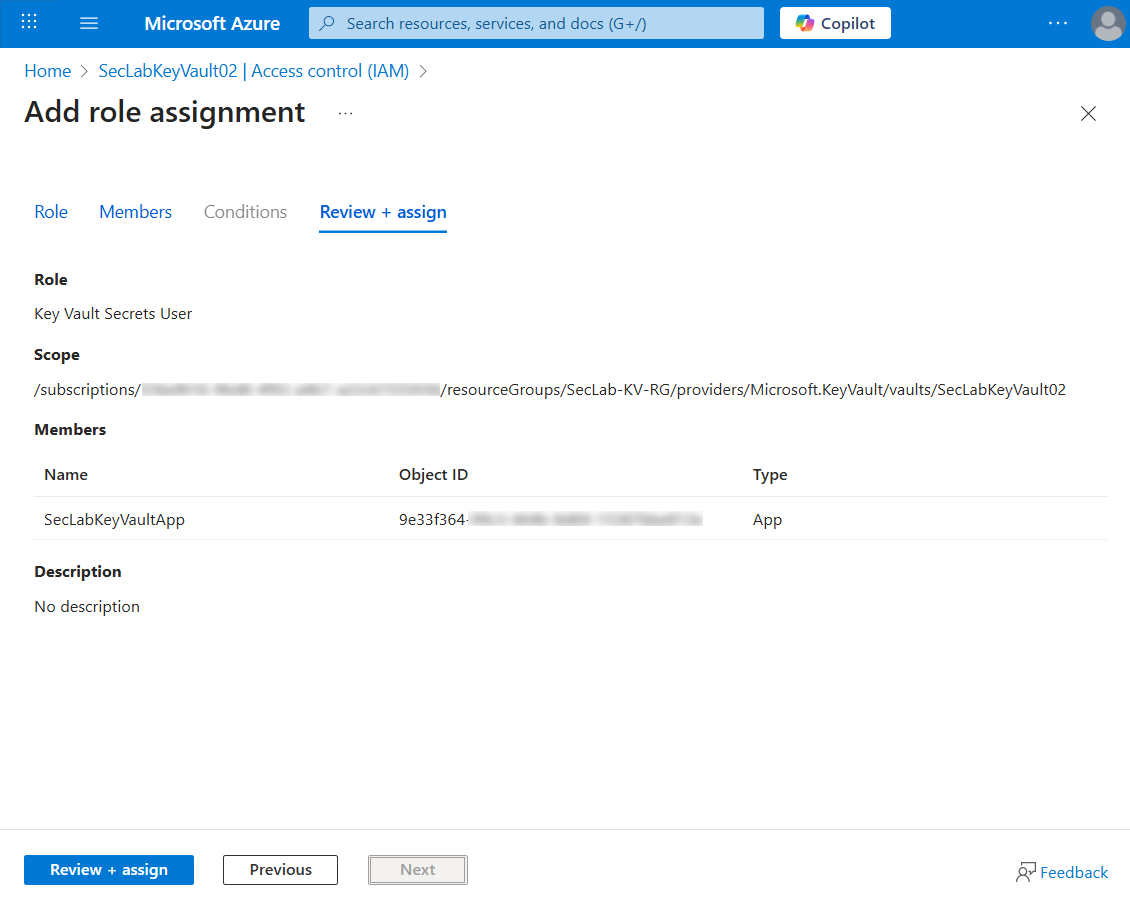 Microsoft Azure
Search resources, services, and docs (G+/)
Copilot
Home > SecLabKeyVault02 | Access control (IAM) >
Add role assignment ...
Role Members Conditions Review + assign
Role
Key Vault Secrets User
Scope
/subscriptions/ /resourceGroups/SecLab-KV-RG/providers/Microsoft.KeyVault/vaults/SecLabKeyVault02
Members
Name Object ID Type
SecLabKeyVaultApp 9e33f364- App
Description
No description
Review + assign Previous Next Feedback